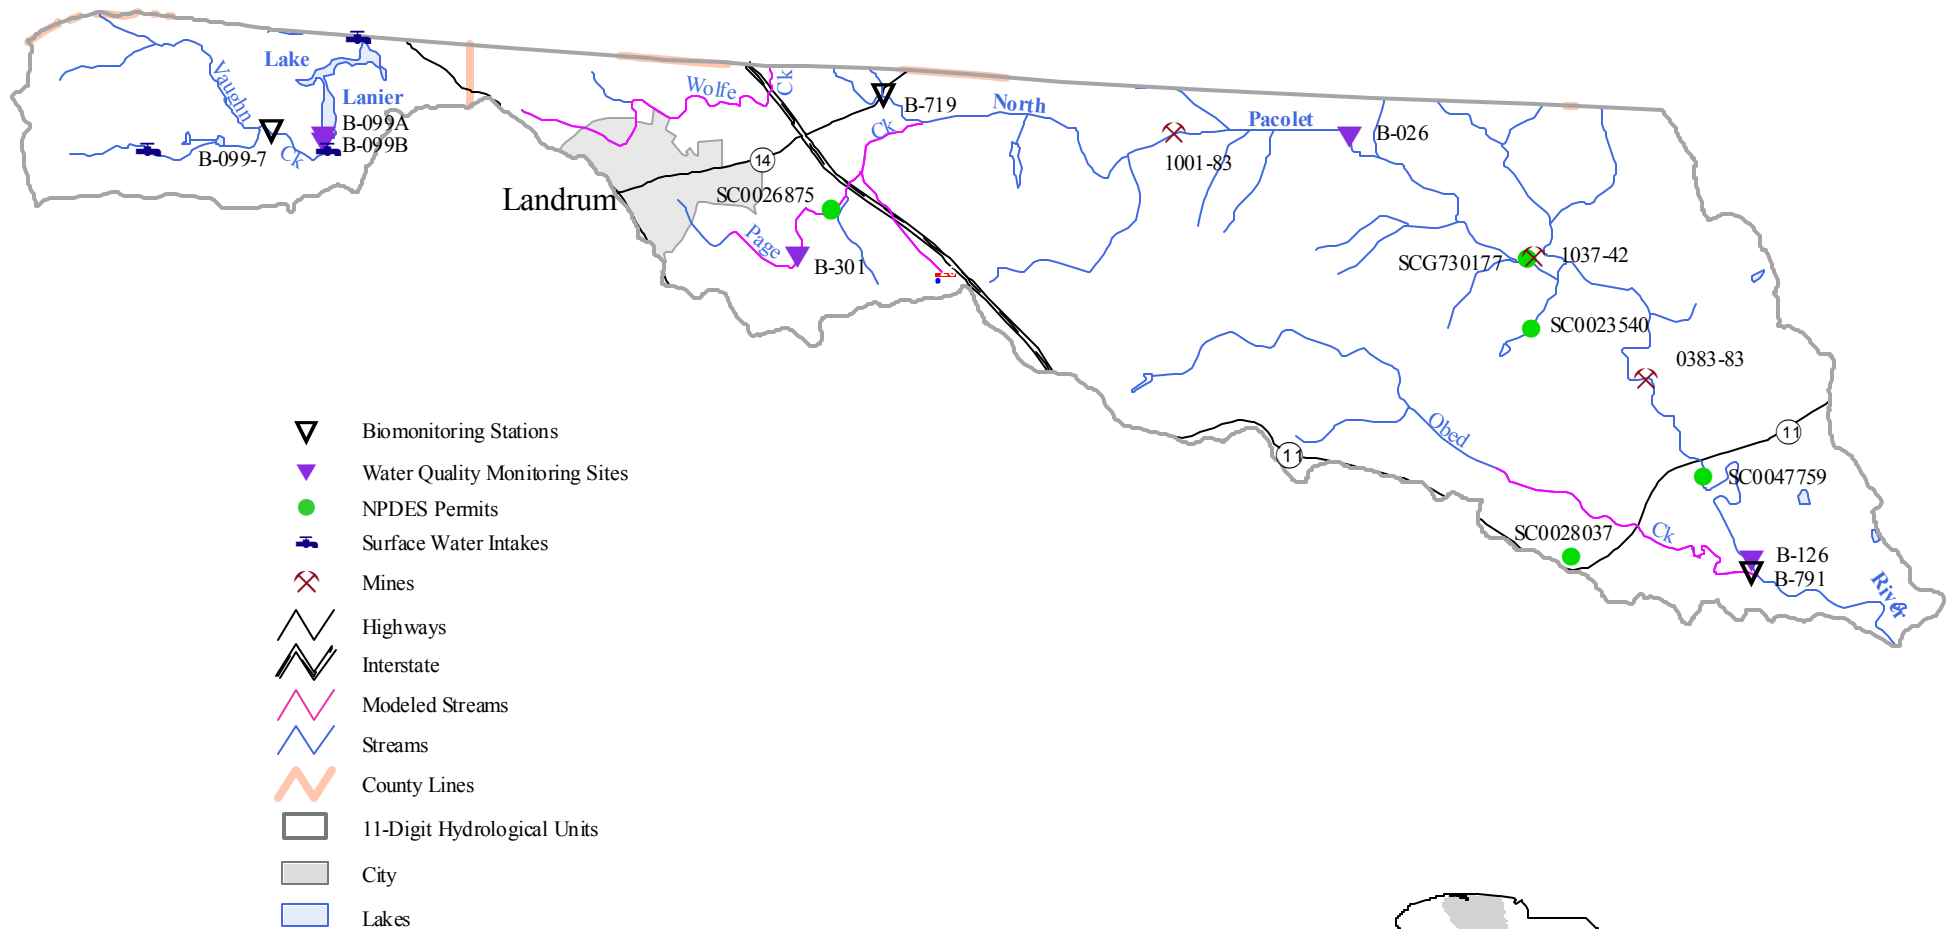 Lake
Lanier
Vaughn
Ck
B-099A
B-099B
B-099-7
Wolfe
Ck
B-719
North
Ck
Pacolet
B-026
1001-83
14
Landrum
SC0026875
Page
B-301
SCG730177
1037-42
SC0023540
0383-83
Obed
11
11
SC0047759
SC0028037
Ck
B-126
B-791
River
Biomonitoring Stations
Water Quality Monitoring Sites
NPDES Permits
Surface Water Intakes
Mines
Highways
Interstate
Modeled Streams
Streams
County Lines
11-Digit Hydrological Units
City
Lakes